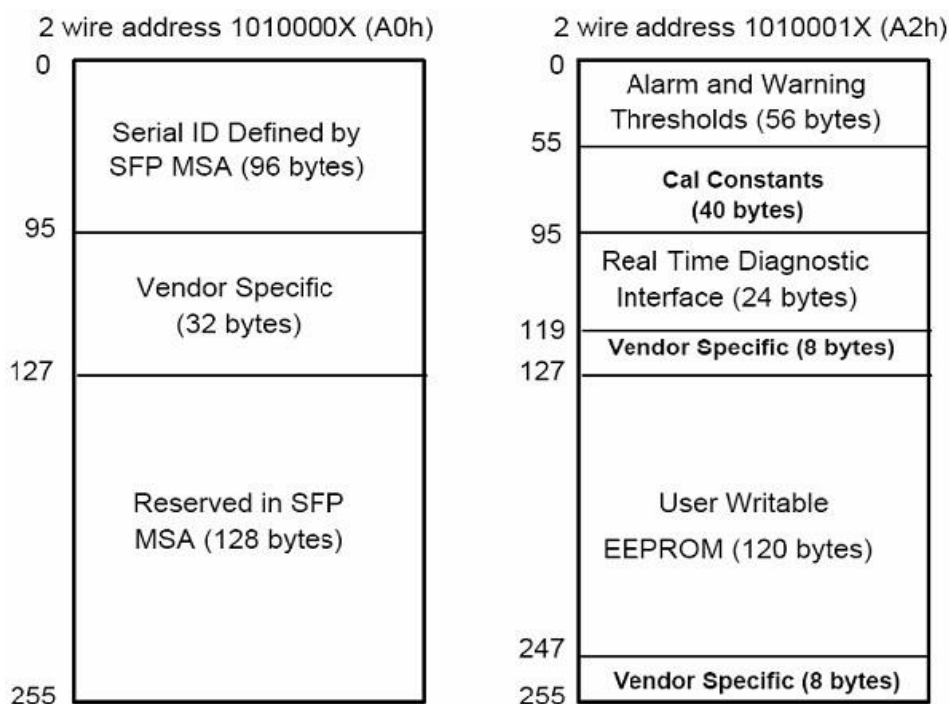 2 wire address 1010000X (A0h)
0
Serial ID Defined by
SFP MSA (96 bytes)
95
Vendor Specific
(32 bytes)
127
Reserved in SFP
MSA (128 bytes)
255
2 wire address 1010001X (A2h)
0
Alarm and Warning
Thresholds (56 bytes)
55
Cal Constants
(40 bytes)
95
Real Time Diagnostic
Interface (24 bytes)
119
Vendor Specific (8 bytes)
127
User Writable
EEPROM (120 bytes)
247
Vendor Specific (8 bytes)
255